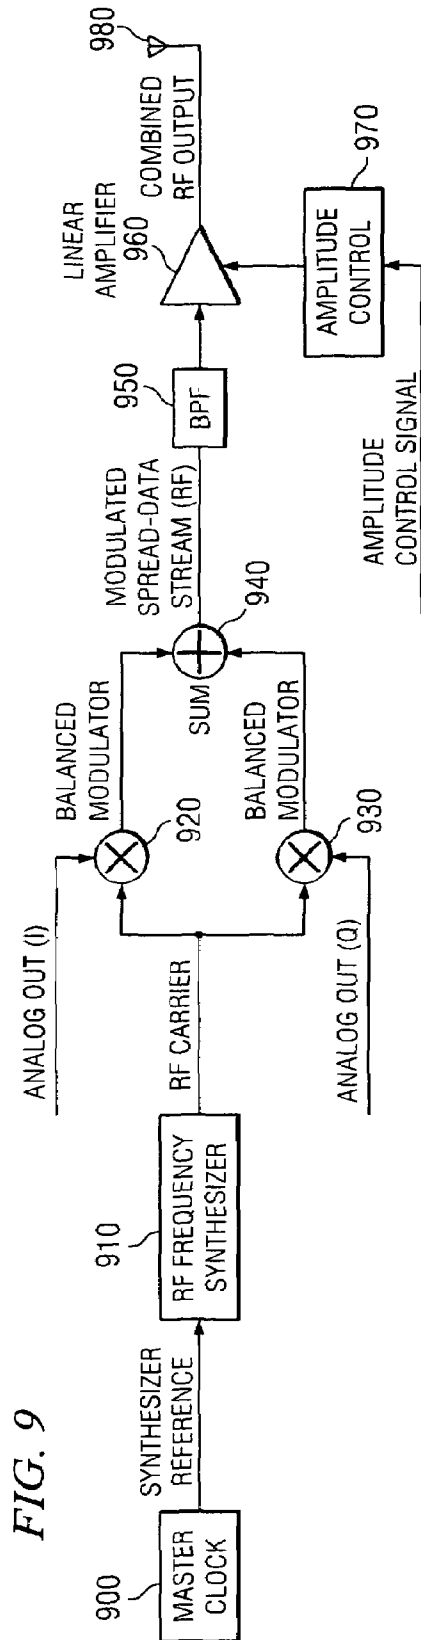 FIG. 9
900
MASTER
CLOCK
SYNTHESIZER
REFERENCE
910
RF FREQUENCY
SYNTHESIZER
RF CARRIER
ANALOG OUT (I)
ANALOG OUT (Q)
BALANCED
MODULATOR
920
BALANCED
MODULATOR
930
SUM
940
MODULATED
SPREAD-DATA
STREAM (RF)
950
BPF
LINEAR
AMPLIFIER
960
COMBINED
RF OUTPUT
980
AMPLITUDE
CONTROL
970
AMPLITUDE
CONTROL SIGNAL